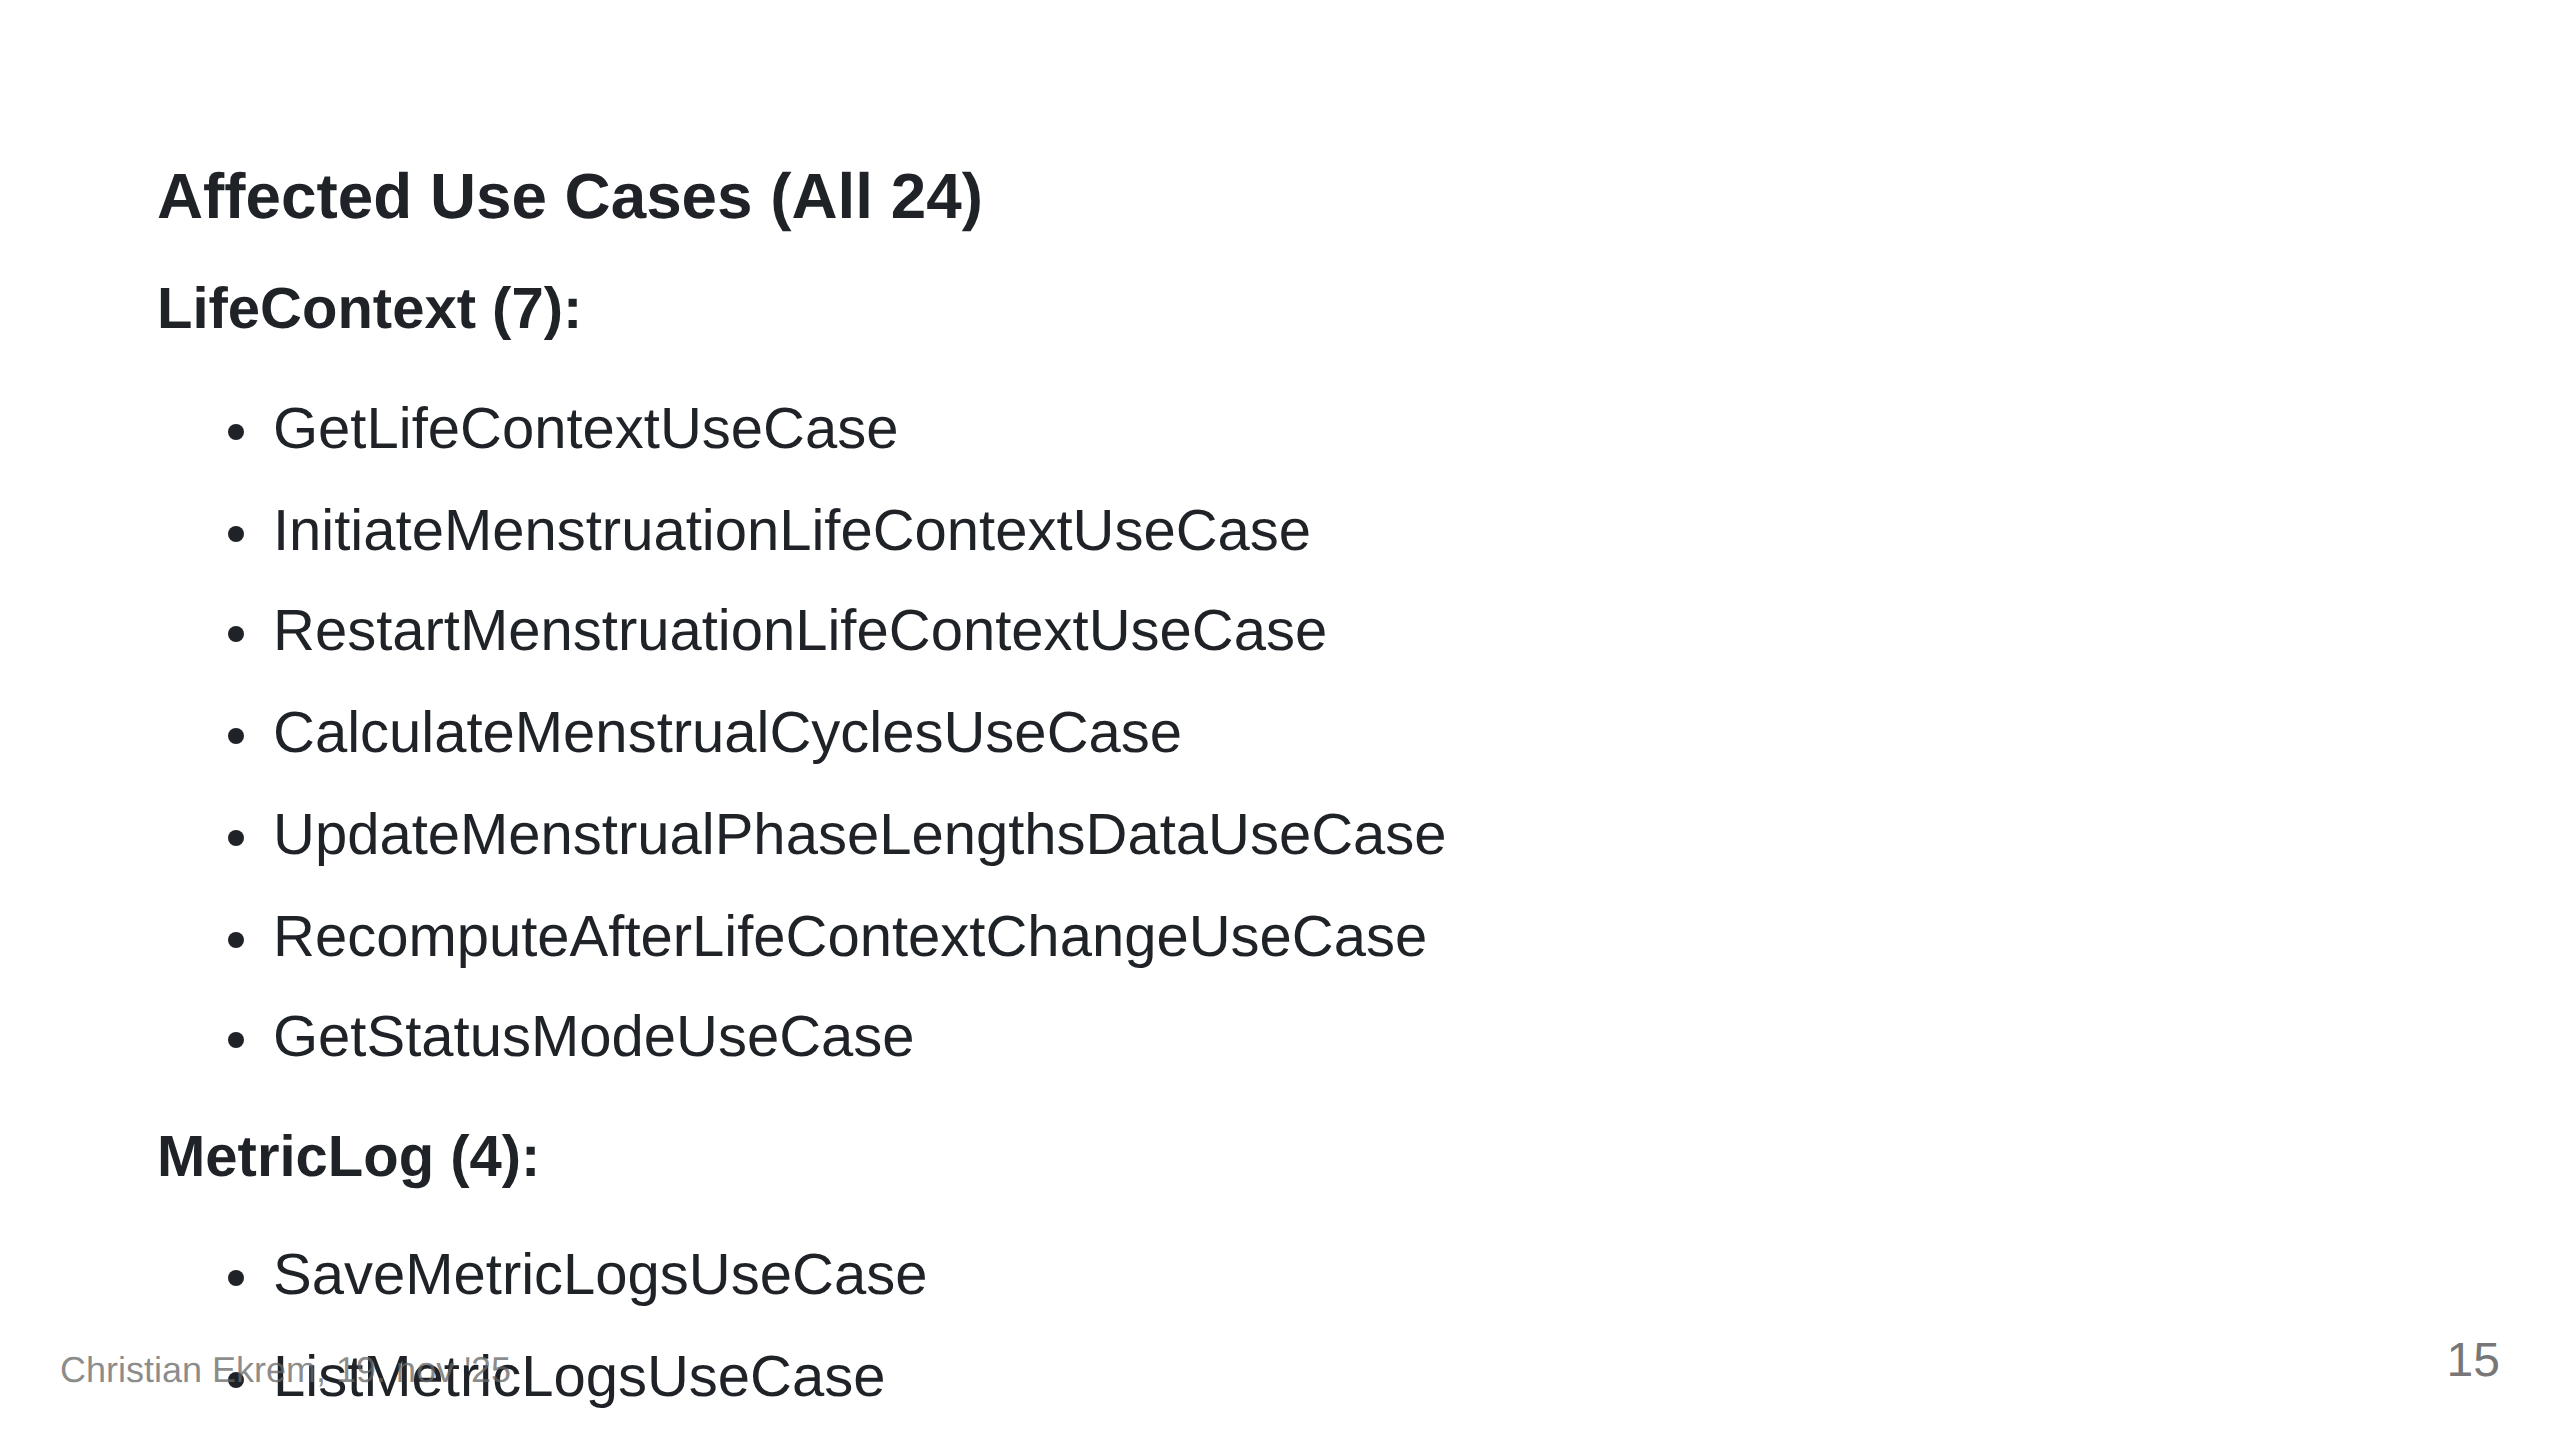 Affected Use Cases (All 24)
LifeContext (7):
• GetLifeContextUseCase
• InitiateMenstruationLifeContextUseCase
• RestartMenstruationLifeContextUseCase
• CalculateMenstrualCyclesUseCase
• UpdateMenstrualPhaseLengthsDataUseCase
• RecomputeAfterLifeContextChangeUseCase
• GetStatusModeUseCase
MetricLog (4):
• SaveMetricLogsUseCase
• ListMetricLogsUseCase
Christian Ekrem, 19. nov '25
15